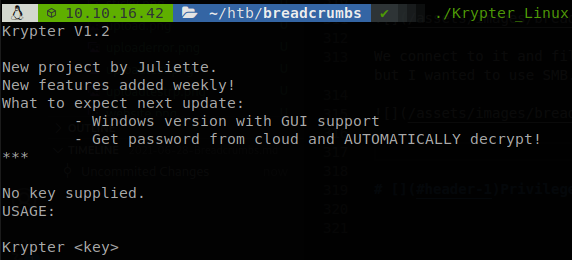 10.10.16.42 ~/htb/breadcrumbs ✔ ./Krypter_Linux
Krypter V1.2
New project by Juliette.
New features added weekly!
What to expect next update:
- Windows version with GUI support
- Get password from cloud and AUTOMATICALLY decrypt!
***
No key supplied.
USAGE:
Krypter <key>